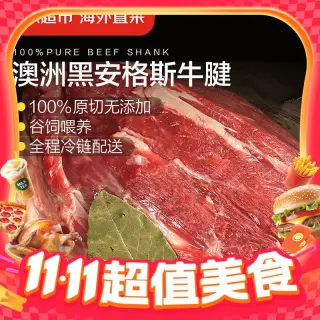 超市 海外直采
100%PURE BEEF SHANK
澳洲黑安格斯牛腱
100%原切无添加
谷饲喂养
全程冷链配送
11·11超值美食